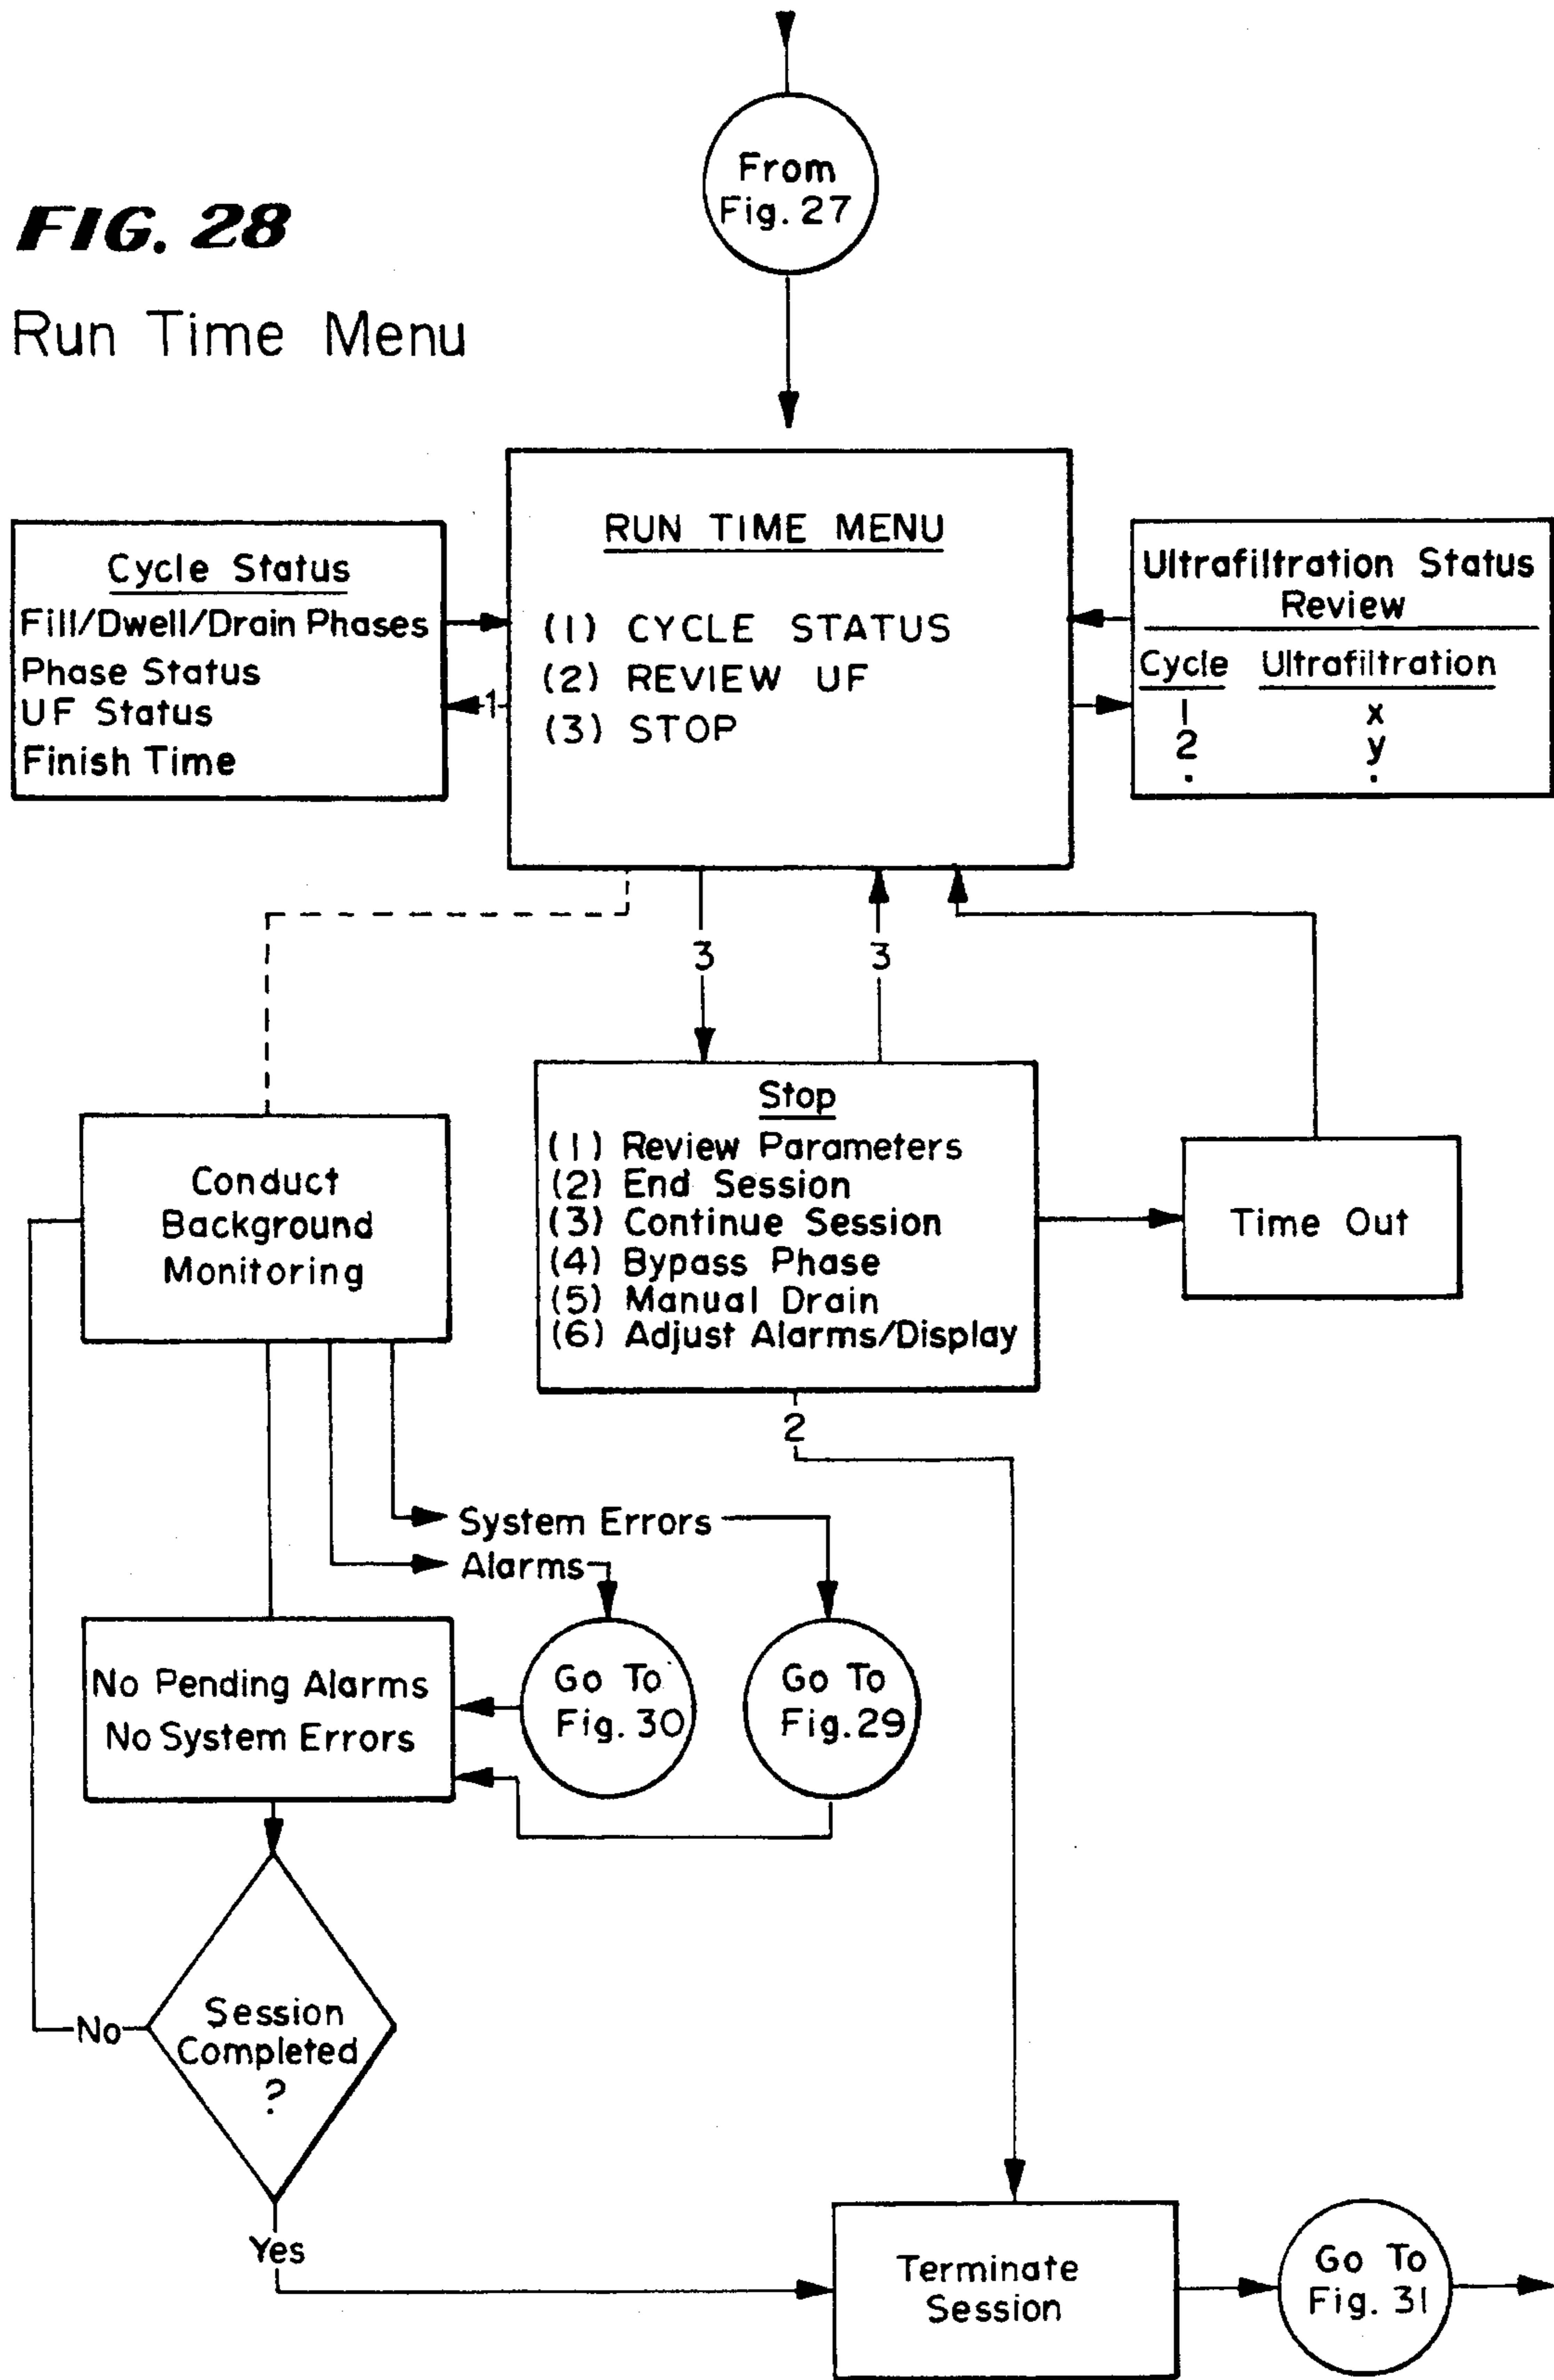 From
Fig. 27
FIG. 28
Run Time Menu
RUN TIME MENU
(1) CYCLE STATUS
(2) REVIEW UF
(3) STOP
Cycle Status
Fill/Dwell/Drain Phases
Phase Status
UF Status
Finish Time
1
Ultrafiltration Status
Review
Cycle Ultrafiltration
1 x
2 y
. .
3
3
Stop
(1) Review Parameters
(2) End Session
(3) Continue Session
(4) Bypass Phase
(5) Manual Drain
(6) Adjust Alarms/Display
Time Out
Conduct
Background
Monitoring
2
System Errors
Alarms
No Pending Alarms
No System Errors
Go To
Fig. 30
Go To
Fig. 29
Session
Completed
?
No
Yes
Terminate
Session
Go To
Fig. 31